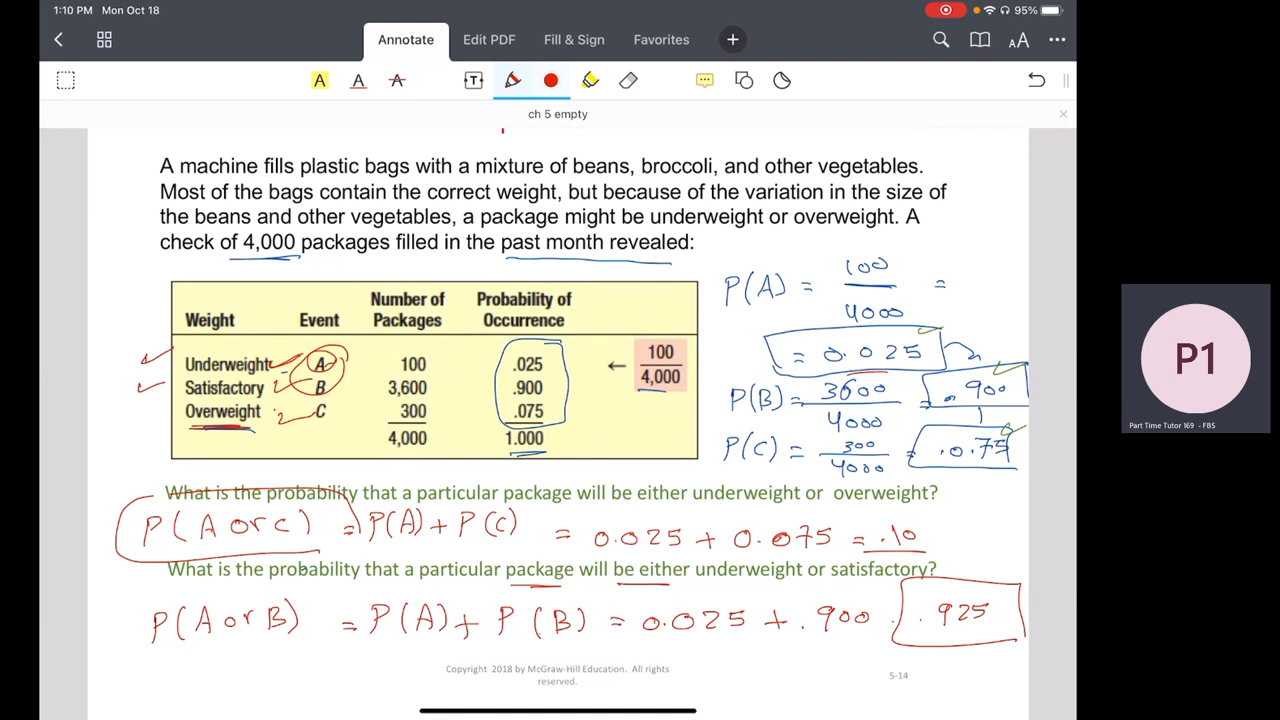 1:10 PM Mon Oct 18
95%
Annotate Edit PDF Fill & Sign Favorites
AA
A A A T
ch 5 empty
A machine fills plastic bags with a mixture of beans, broccoli, and other vegetables.
Most of the bags contain the correct weight, but because of the variation in the size of
the beans and other vegetables, a package might be underweight or overweight. A
check of 4,000 packages filled in the past month revealed:
Weight Event Number of Packages Probability of Occurrence
Underweight A 100 .025 ← 100/4,000
Satisfactory B 3,600 .900
Overweight C 300 .075
4,000 1.000
P(A) = 100/4000 =
= 0.025
P(B) = 3600/4000 = .900
P(C) = 300/4000 = .0.75
What is the probability that a particular package will be either underweight or overweight?
P(A or C) = P(A) + P(C) = 0.025 + 0.075 = .10
What is the probability that a particular package will be either underweight or satisfactory?
P(A or B) = P(A) + P(B) = 0.025 + .900 . .925
Copyright 2018 by McGraw-Hill Education. All rights
reserved.
5-14
P1
Part Time Tutor 169 - FBS